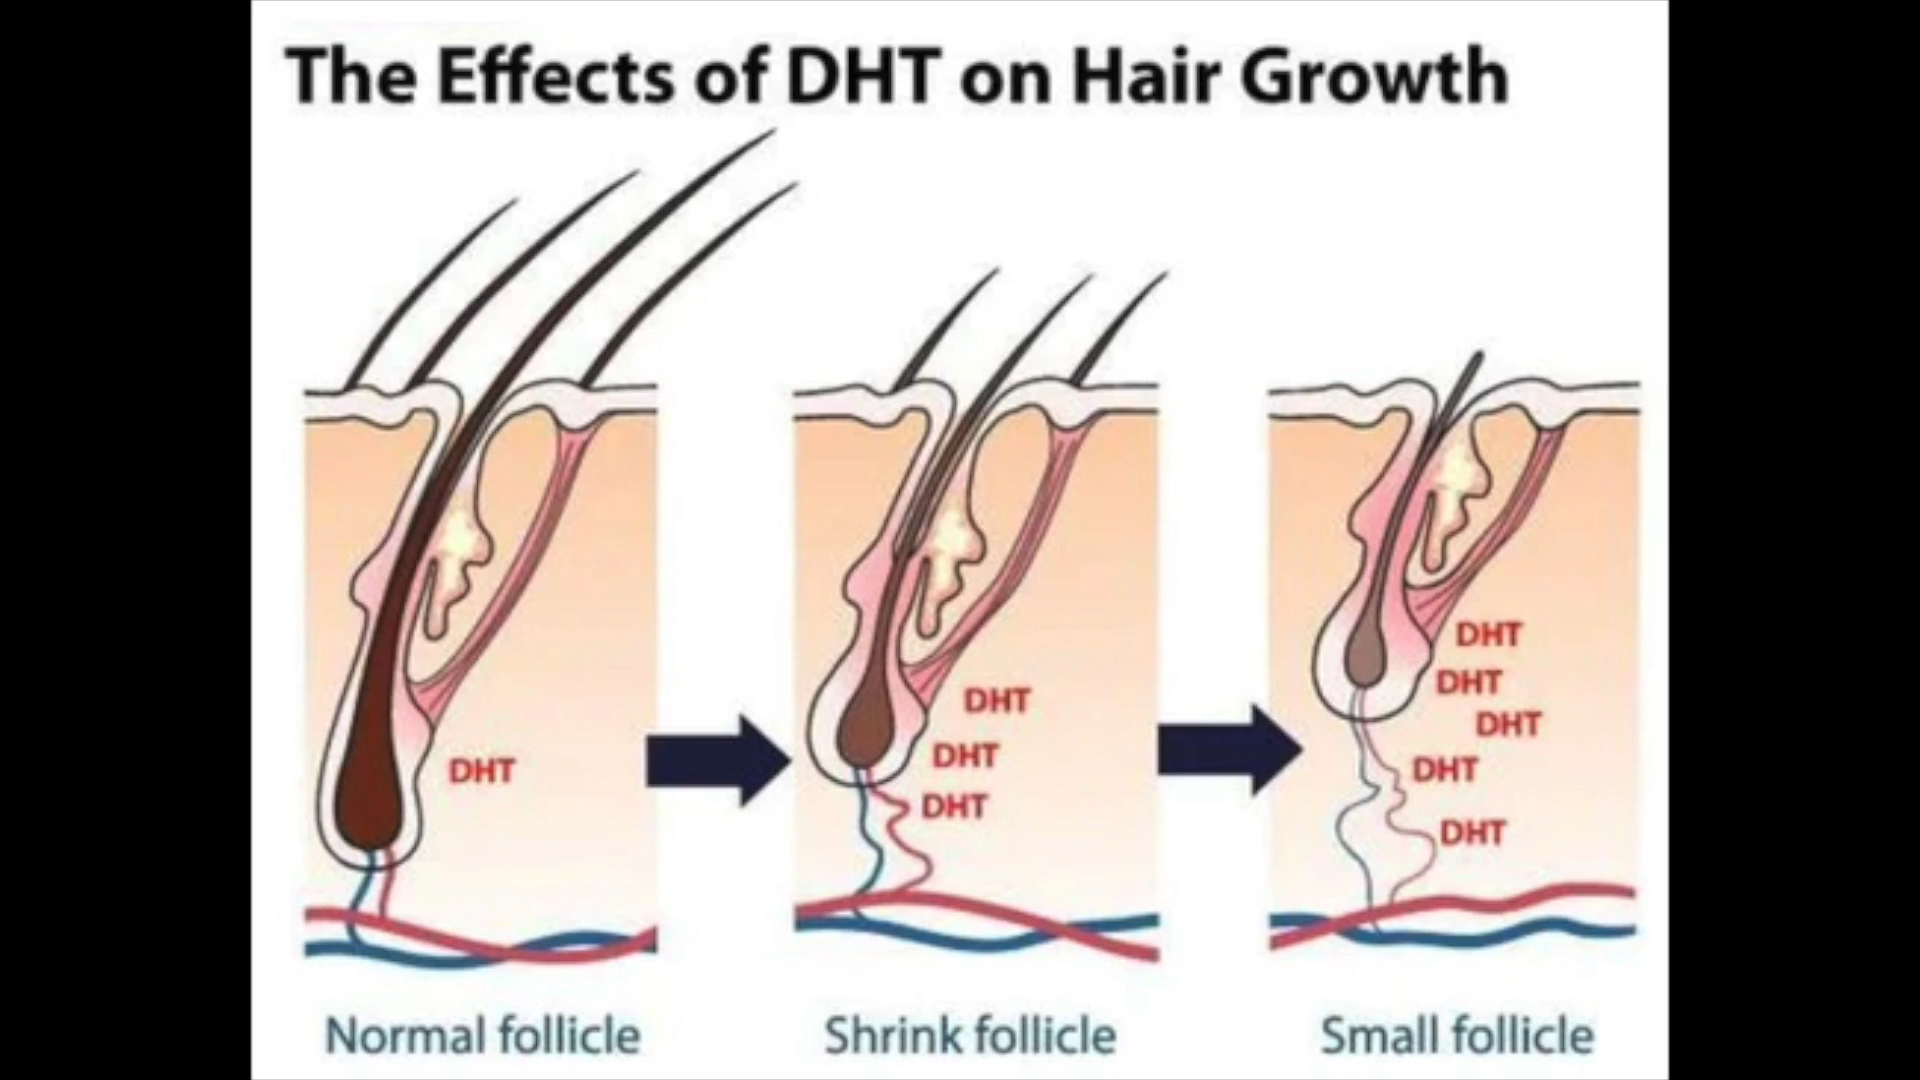 The Effects of DHT on Hair Growth
DHT
DHT
DHT
DHT
DHT
DHT
DHT
DHT
DHT
Normal follicle
Shrink follicle
Small follicle